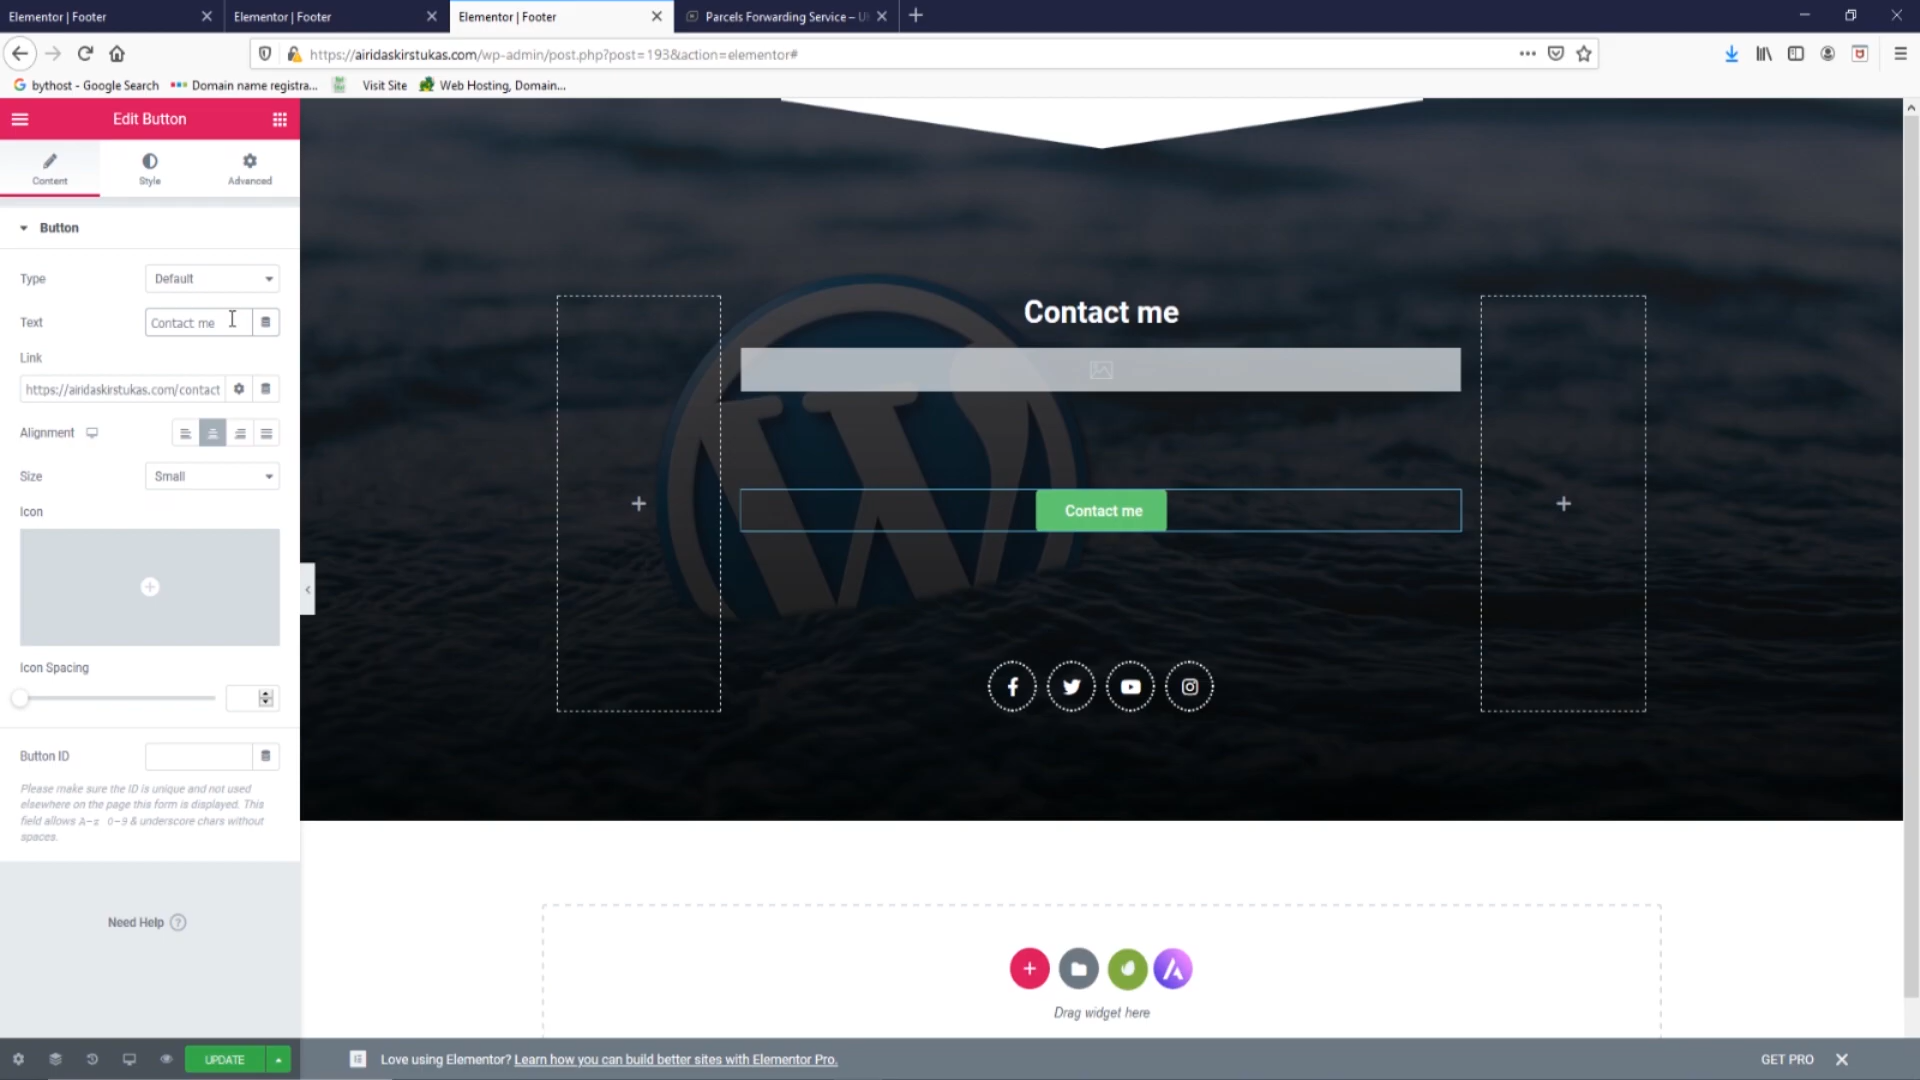 Elementor | Footer
Elementor | Footer
Elementor | Footer
Parcels Forwarding Service – U
https://airidaskirstukas.com/wp-admin/post.php?post=193&action=elementor#
bythost - Google Search
Domain name registra...
Visit Site
Web Hosting, Domain...
Edit Button
Content
Style
Advanced
Button
Type
Default
Text
Contact me
Link
https://airidaskirstukas.com/contact
Alignment
Size
Small
Icon
Icon Spacing
Button ID
Please make sure the ID is unique and not used
elsewhere on the page this form is displayed. This
field allows A-z 0-9 & underscore chars without
spaces.
Need Help ?
UPDATE
Contact me
Contact me
Drag widget here
Love using Elementor? Learn how you can build better sites with Elementor Pro.
GET PRO